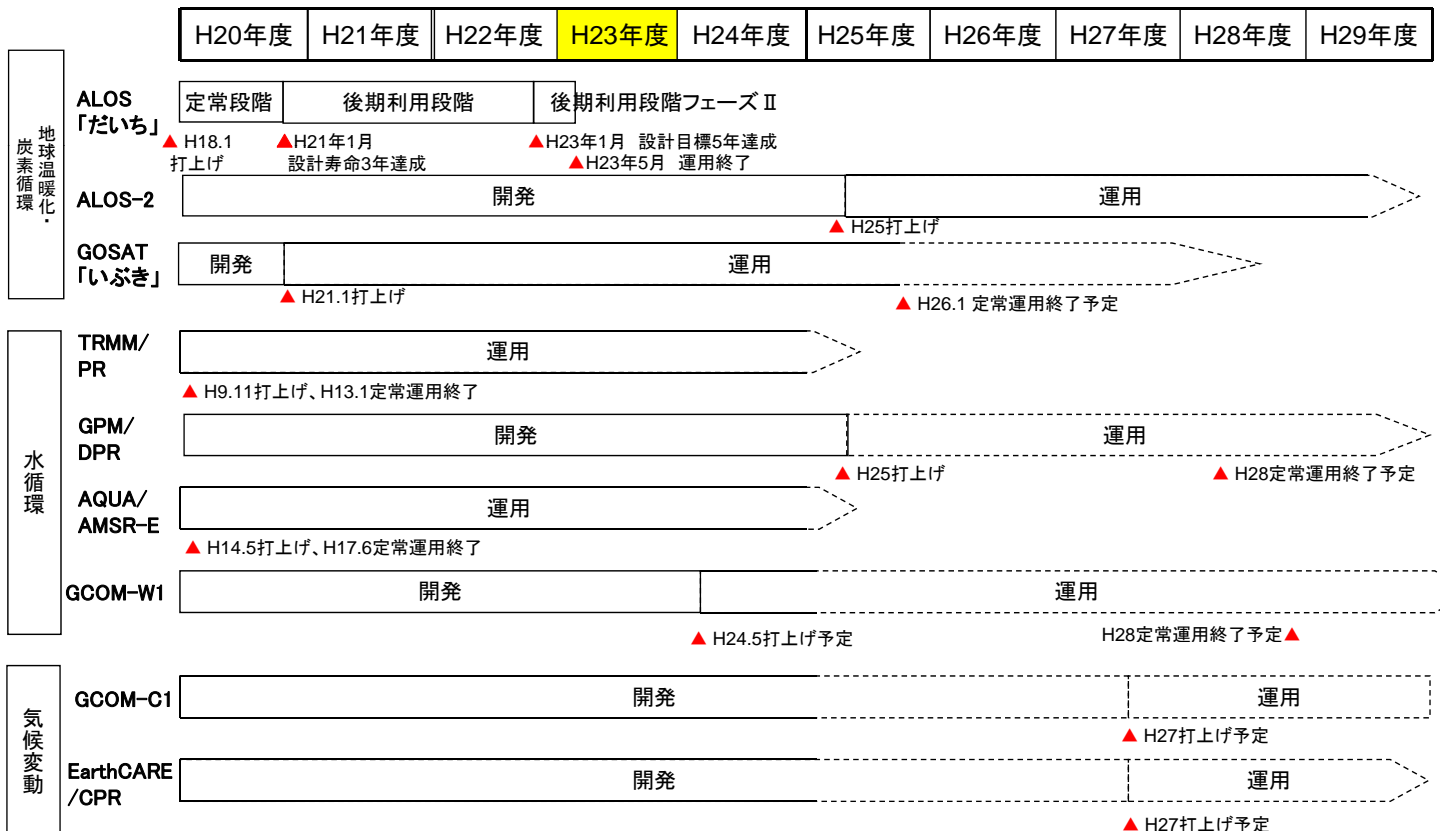 H20年度 H21年度 H22年度 H23年度 H24年度 H25年度 H26年度 H27年度 H28年度 H29年度
地球温暖化・
炭素循環
ALOS
「だいち」
定常段階 後期利用段階 後期利用段階フェーズⅡ
▲ H18.1
打上げ
▲H21年1月
設計寿命3年達成
▲H23年1月 設計目標5年達成
▲H23年5月 運用終了
ALOS-2
開発 運用
▲ H25打上げ
GOSAT
「いぶき」
開発 運用
▲ H21.1打上げ
▲ H26.1 定常運用終了予定
水循環
TRMM/
PR
運用
▲ H9.11打上げ、H13.1定常運用終了
GPM/
DPR
開発 運用
▲ H25打上げ
▲ H28定常運用終了予定
AQUA/
AMSR-E
運用
▲ H14.5打上げ、H17.6定常運用終了
GCOM-W1
開発 運用
▲ H24.5打上げ予定
H28定常運用終了予定▲
気候変動
GCOM-C1
開発 運用
▲ H27打上げ予定
EarthCARE
/CPR
開発 運用
▲ H27打上げ予定